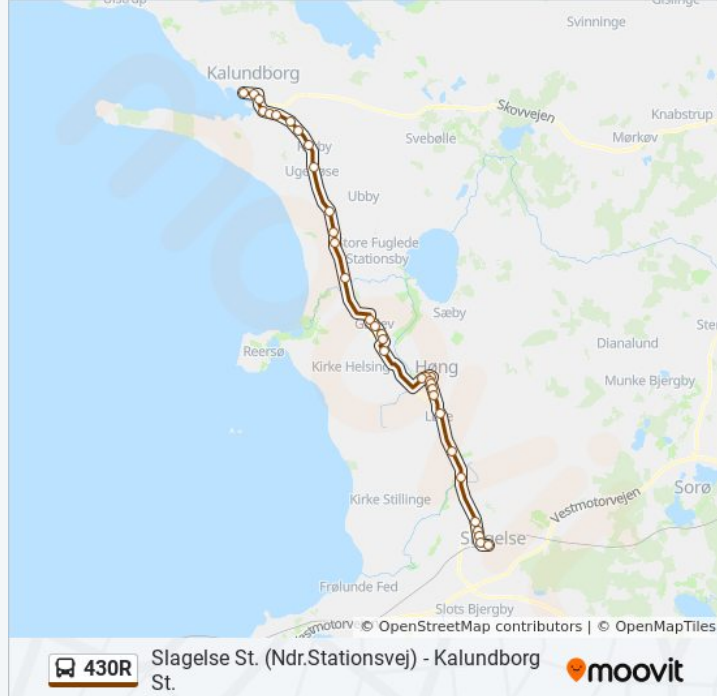 Svinninge
Kalundborg
Skovvejen
Knabstrup
Svebølle
Mørkøv
Ubby
Store Fuglede
Stationsby
Sæby
Reersø
Dianalund
Kirke Helsinge
Høng
Munke Bjergby
Sorø
Kirke Stillinge
Vestmotorvejen
Slagelse
Frølunde Fed
Slots Bjergby
© OpenStreetMap contributors | © OpenMapTiles
430R
Slagelse St. (Ndr.Stationsvej) - Kalundborg
St.
moovit